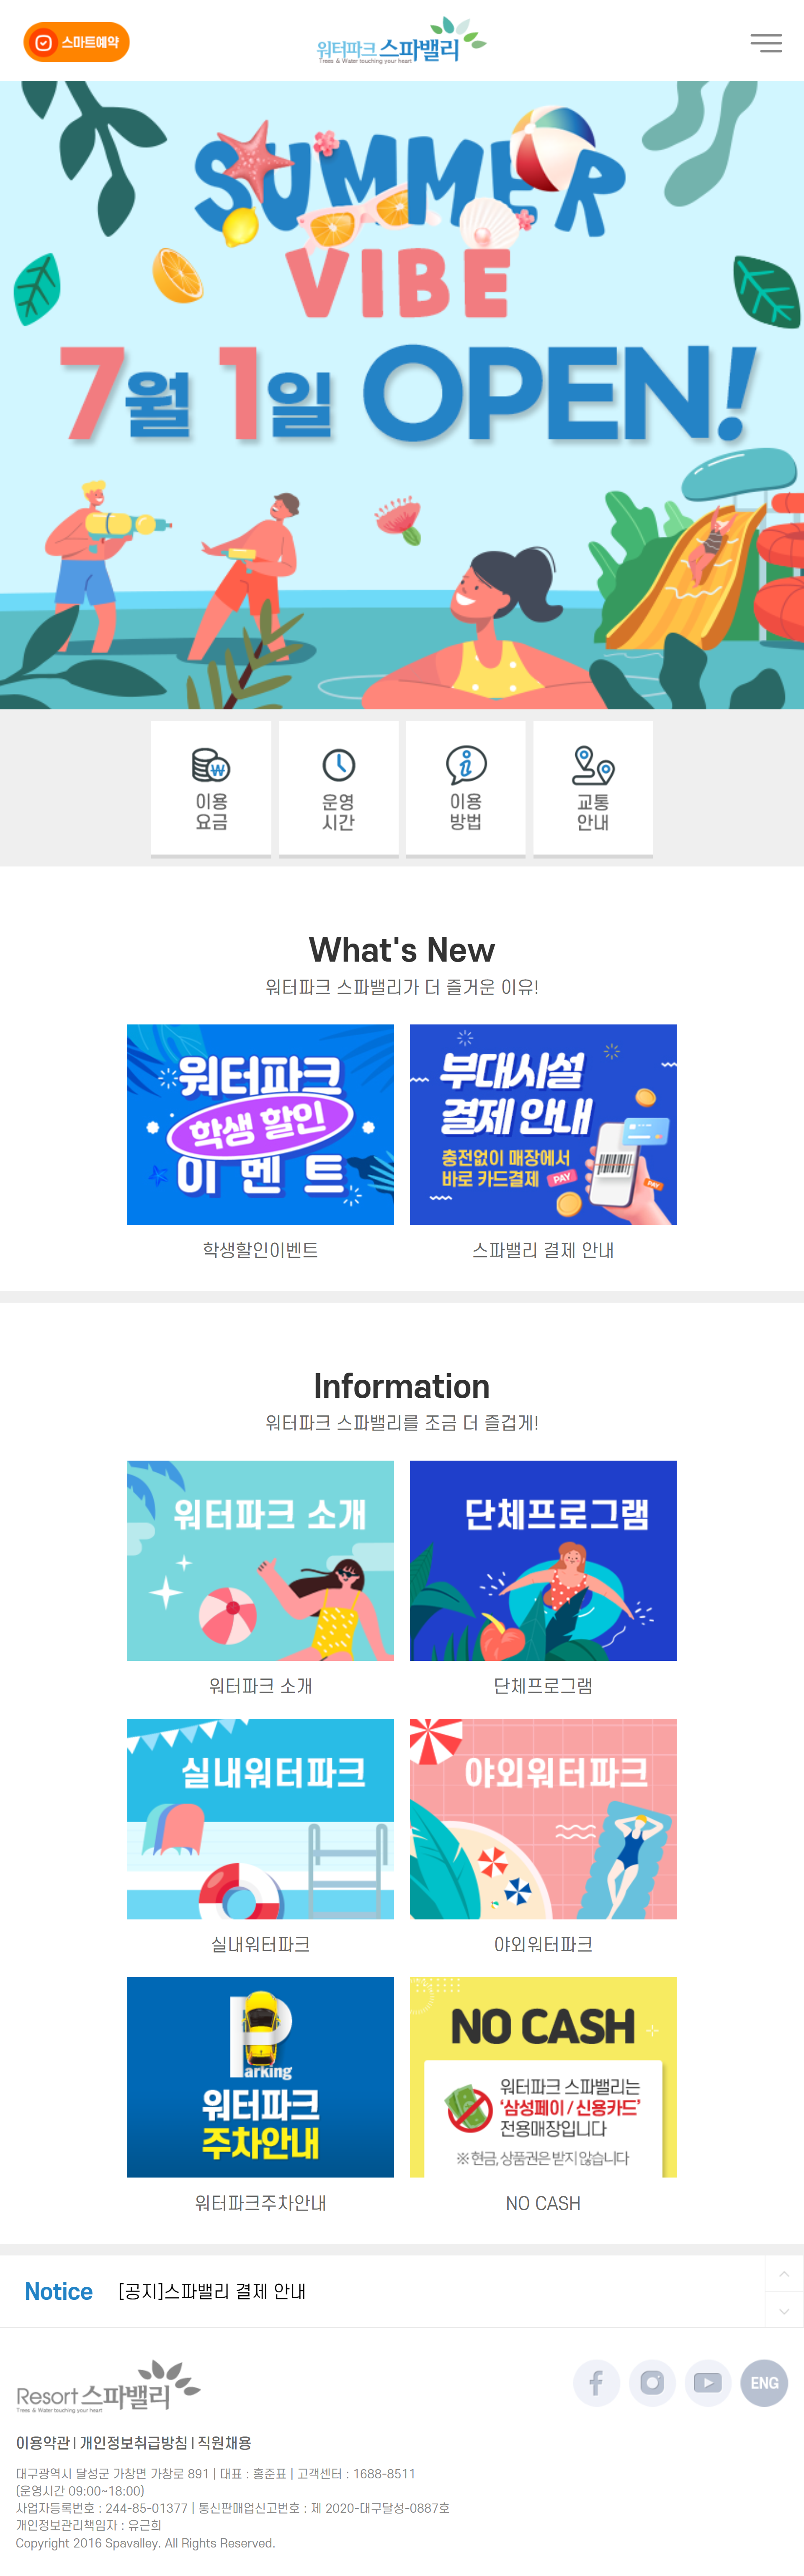 스마트예약
워터파크 스파밸리
Trees & Water touching your heart
SUMMER
VIBE
7월 1일 OPEN!
이용
요금
운영
시간
이용
방법
교통
안내
What's New
워터파크 스파밸리가 더 즐거운 이유!
워터파크
학생 할인
이벤트
부대시설
결제 안내
충전없이 매장에서
바로 카드결제
PAY
PAY
학생할인이벤트
스파밸리 결제 안내
Information
워터파크 스파밸리를 조금 더 즐겁게!
워터파크 소개
단체프로그램
워터파크 소개
단체프로그램
실내워터파크
야외워터파크
실내워터파크
야외워터파크
Parking
워터파크
주차안내
NO CASH
워터파크 스파밸리는
'삼성페이 / 신용카드'
전용매장입니다
※ 현금, 상품권은 받지 않습니다
워터파크주차안내
NO CASH
Notice
[공지]스파밸리 결제 안내
Resort 스파밸리
Trees & Water touching your heart
ENG
이용약관 | 개인정보취급방침 | 직원채용
대구광역시 달성군 가창면 가창로 891 | 대표 : 홍준표 | 고객센터 : 1688-8511
(운영시간 09:00~18:00)
사업자등록번호 : 244-85-01377 | 통신판매업신고번호 : 제 2020-대구달성-0887호
개인정보관리책임자 : 유근희
Copyright 2016 Spavalley. All Rights Reserved.